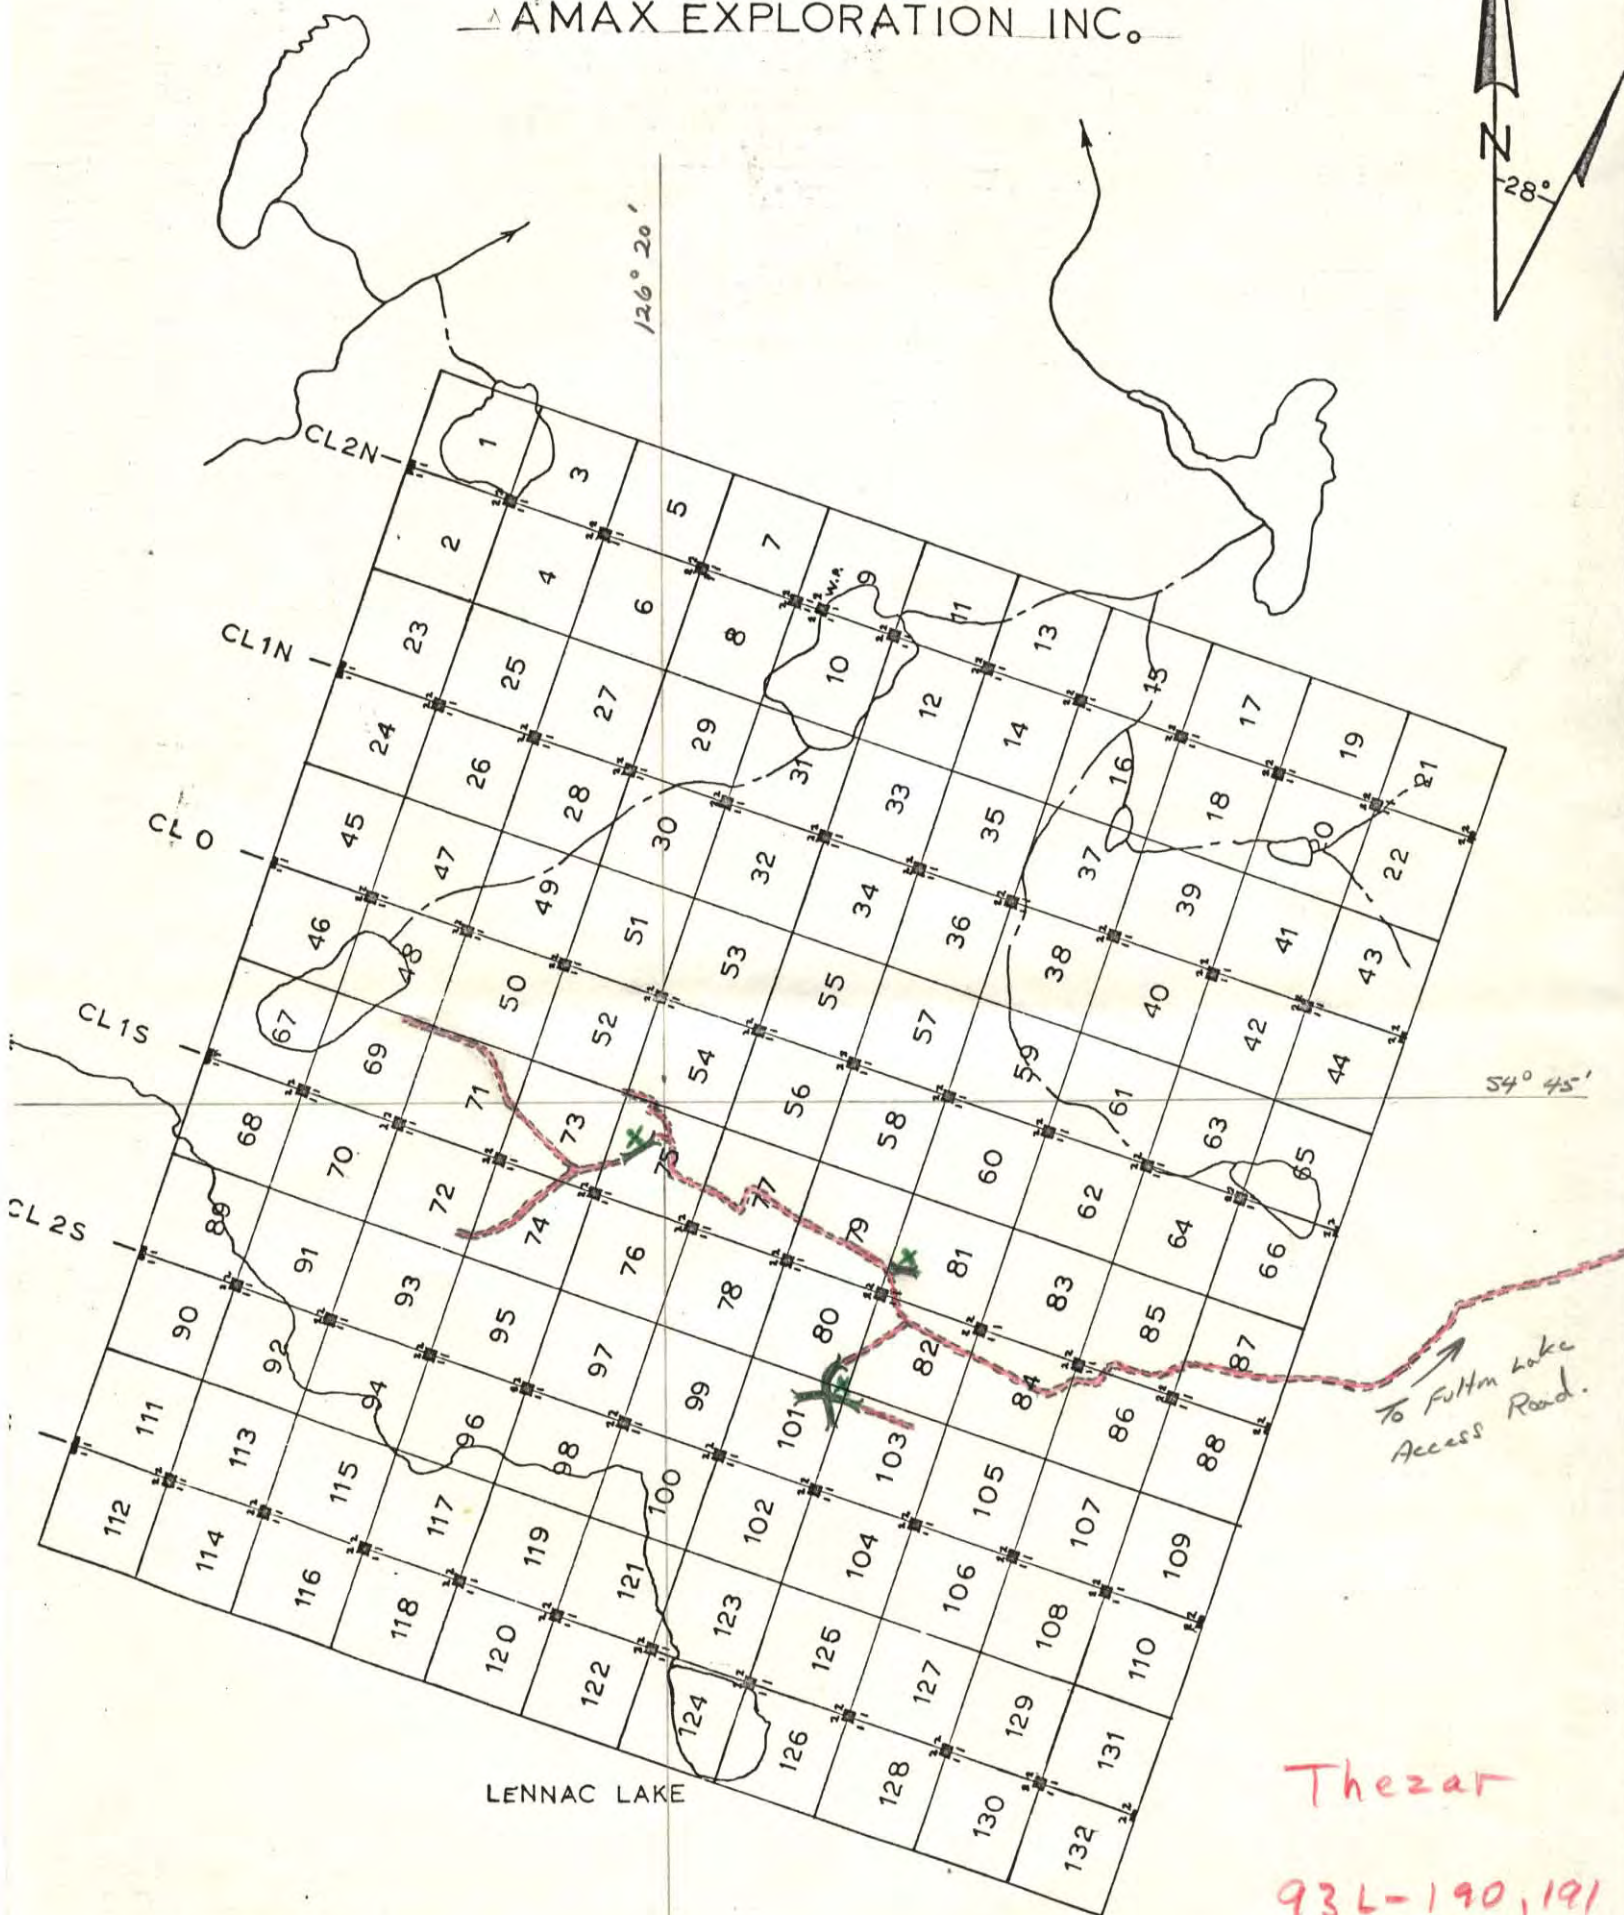 AMAX EXPLORATION INC.
N
28°
126° 20'
CL2N
1 3 5 7 9 11 13 15 17 19 21
W.P.
2 4 6 8 10 12 14 16 18 20 22
CL1N
23 25 27 29 31 33 35 37 39 41 43
24 26 28 30 32 34 36 38 40 42 44
CL 0
45 47 49 51 53 55 57 59 61 63 65
46 48 50 52 54 56 58 60 62 64 66
54° 45'
CL1S
67 69 71 73 75 77 79 81 83 85 87
68 70 72 74 76 78 80 82 84 86 88
x
x
x
CL2S
89 91 93 95 97 99 101 103 105 107 109
90 92 94 96 98 100 102 104 106 108 110
To Fulton Lake
Access Road.
111 113 115 117 119 121 123 125 127 129 131
112 114 116 118 120 122 124 126 128 130 132
LENNAC LAKE
Thezar
93L-190,191